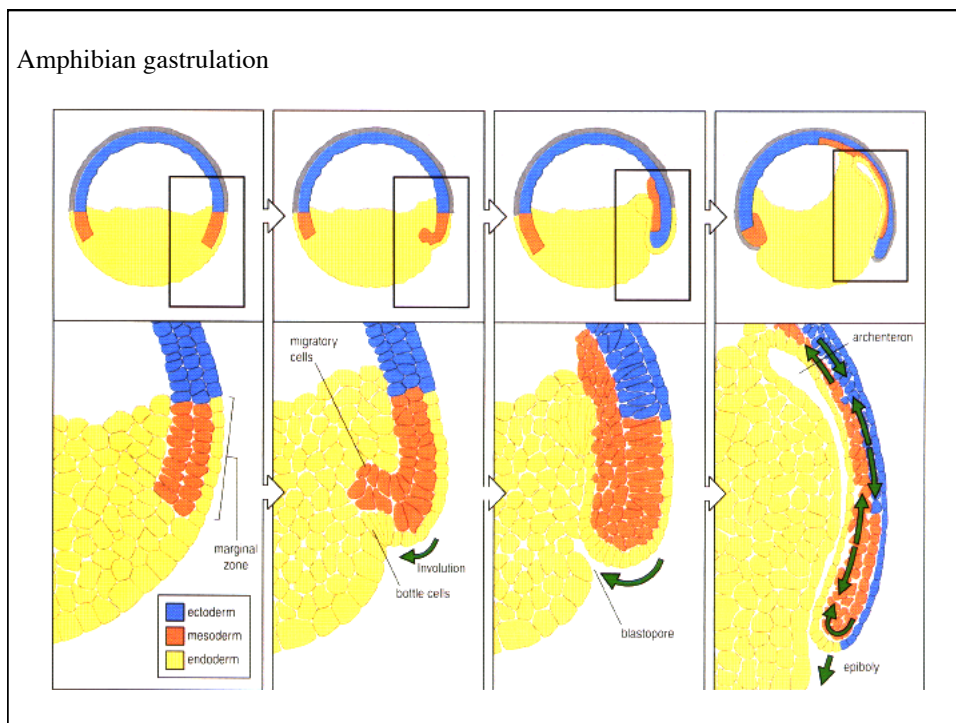 Amphibian gastrulation
migratory
cells
archenteron
marginal
zone
involution
bottle cells
blastopore
epiboly
ectoderm
mesoderm
endoderm